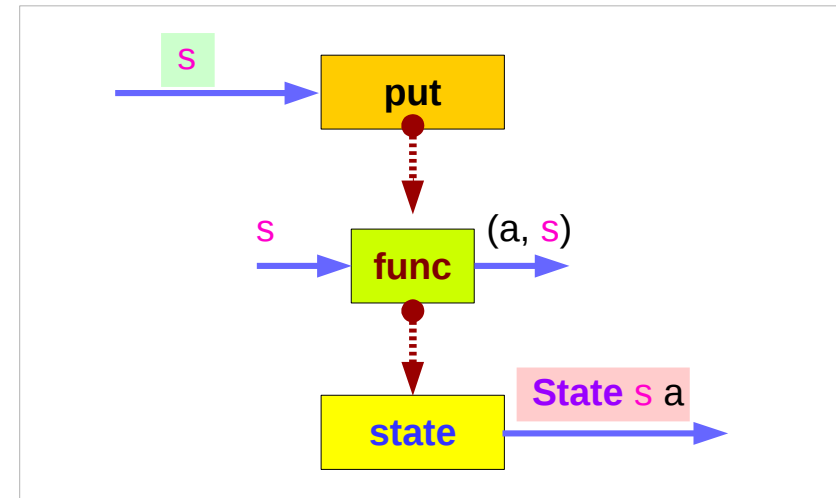 s
put
s
func
(a, s)
State s a
state